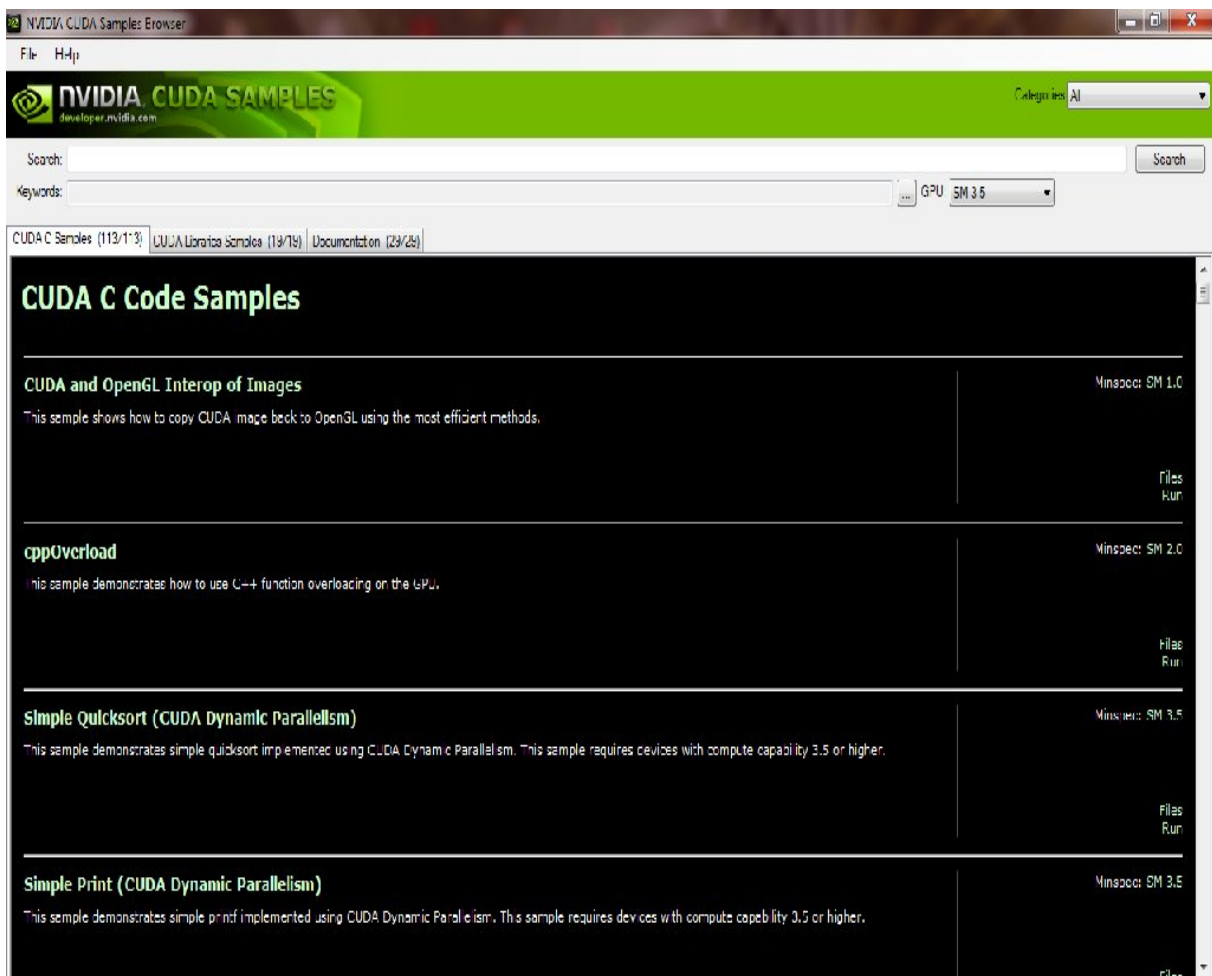 NVIDIA CUDA Samples Browser
File Help
NVIDIA. CUDA SAMPLES
developer.nvidia.com
Categories All
Search:
Search
Keywords:
... GPU SM 3.5
CUDA C Samples (113/113) CUDA Libraries Samples (19/19) Documentation (29/29)
CUDA C Code Samples
CUDA and OpenGL Interop of Images
Minspec: SM 1.0
This sample shows how to copy CUDA image back to OpenGL using the most efficient methods.
Files
Run
cppOverload
Minspec: SM 2.0
This sample demonstrates how to use C++ function overloading on the GPU.
Files
Run
Simple Quicksort (CUDA Dynamic Parallelism)
Minspec: SM 3.5
This sample demonstrates simple quicksort implemented using CUDA Dynamic Parallelism. This sample requires devices with compute capability 3.5 or higher.
Files
Run
Simple Print (CUDA Dynamic Parallelism)
Minspec: SM 3.5
This sample demonstrates simple printf implemented using CUDA Dynamic Parallelism. This sample requires devices with compute capability 3.5 or higher.
Files